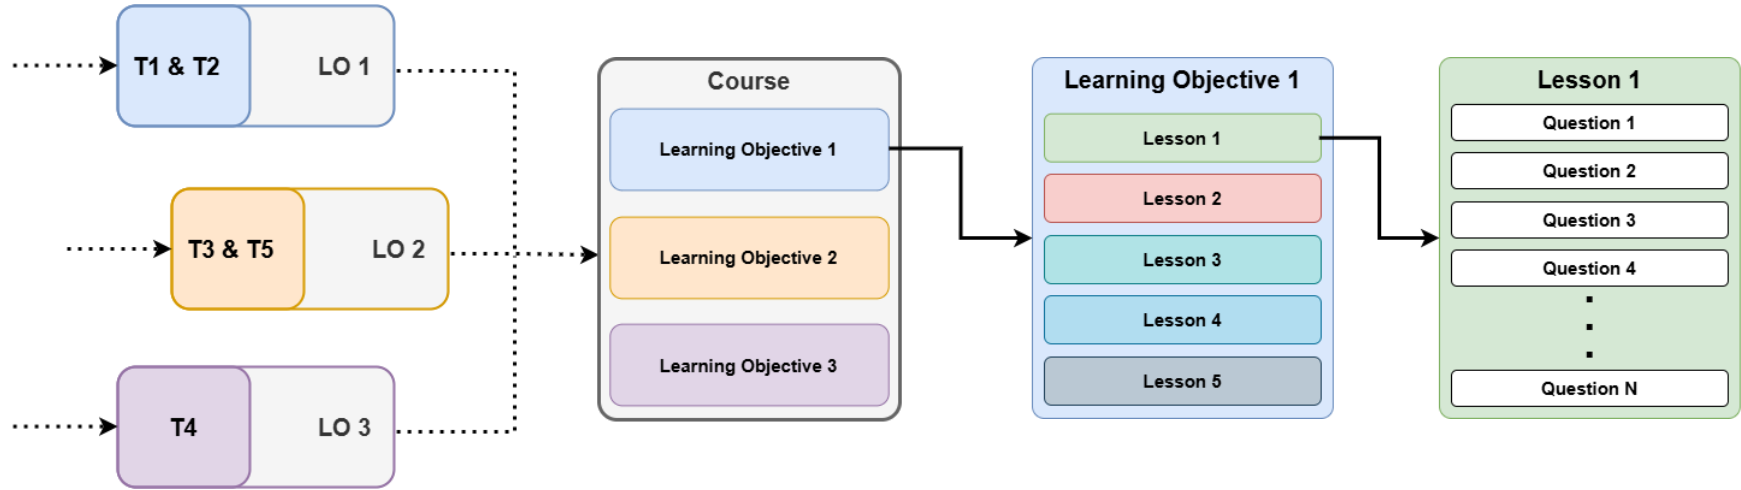 T1 & T2
LO 1
T3 & T5
LO 2
T4
LO 3
Course
Learning Objective 1
Learning Objective 2
Learning Objective 3
Learning Objective 1
Lesson 1
Lesson 2
Lesson 3
Lesson 4
Lesson 5
Lesson 1
Question 1
Question 2
Question 3
Question 4
Question N